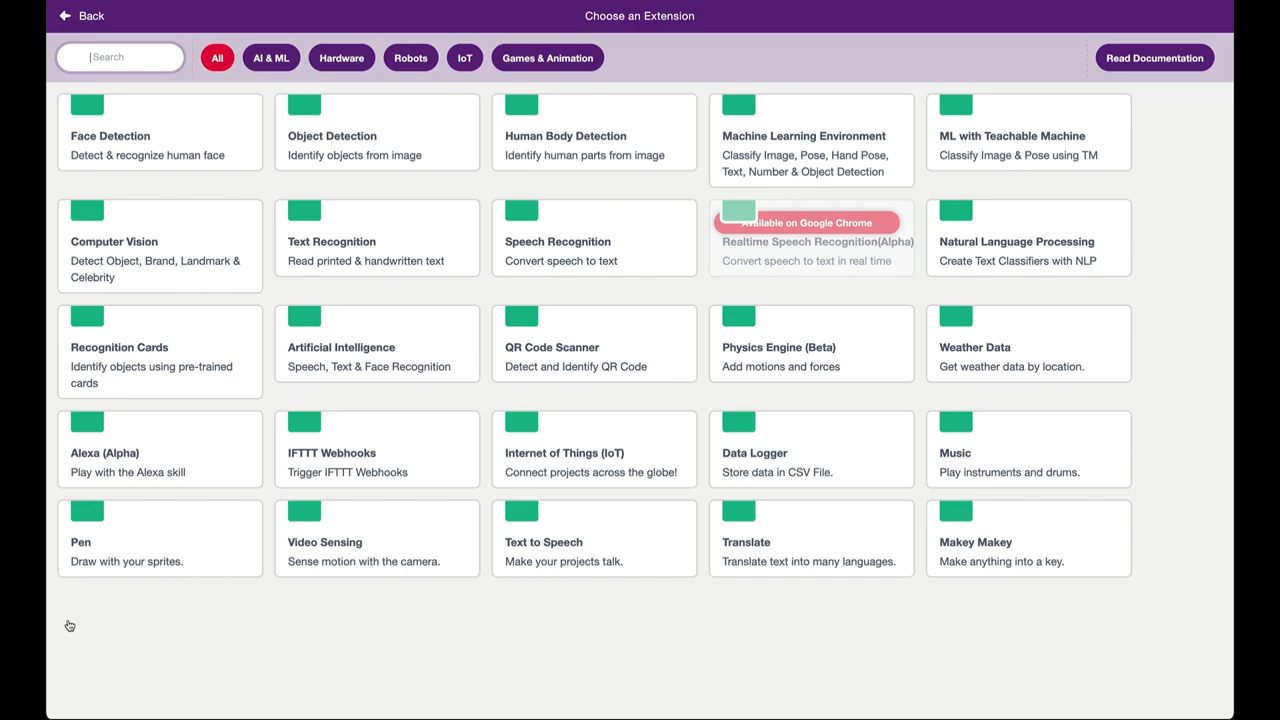 Back
Choose an Extension
Search
All
AI & ML
Hardware
Robots
IoT
Games & Animation
Read Documentation
Face Detection
Detect & recognize human face
Object Detection
Identify objects from image
Human Body Detection
Identify human parts from image
Machine Learning Environment
Classify Image, Pose, Hand Pose,
Text, Number & Object Detection
ML with Teachable Machine
Classify Image & Pose using TM
Computer Vision
Detect Object, Brand, Landmark &
Celebrity
Text Recognition
Read printed & handwritten text
Speech Recognition
Convert speech to text
Available on Google Chrome
Realtime Speech Recognition(Alpha)
Convert speech to text in real time
Natural Language Processing
Create Text Classifiers with NLP
Recognition Cards
Identify objects using pre-trained
cards
Artificial Intelligence
Speech, Text & Face Recognition
QR Code Scanner
Detect and Identify QR Code
Physics Engine (Beta)
Add motions and forces
Weather Data
Get weather data by location.
Alexa (Alpha)
Play with the Alexa skill
IFTTT Webhooks
Trigger IFTTT Webhooks
Internet of Things (IoT)
Connect projects across the globe!
Data Logger
Store data in CSV File.
Music
Play instruments and drums.
Pen
Draw with your sprites.
Video Sensing
Sense motion with the camera.
Text to Speech
Make your projects talk.
Translate
Translate text into many languages.
Makey Makey
Make anything into a key.